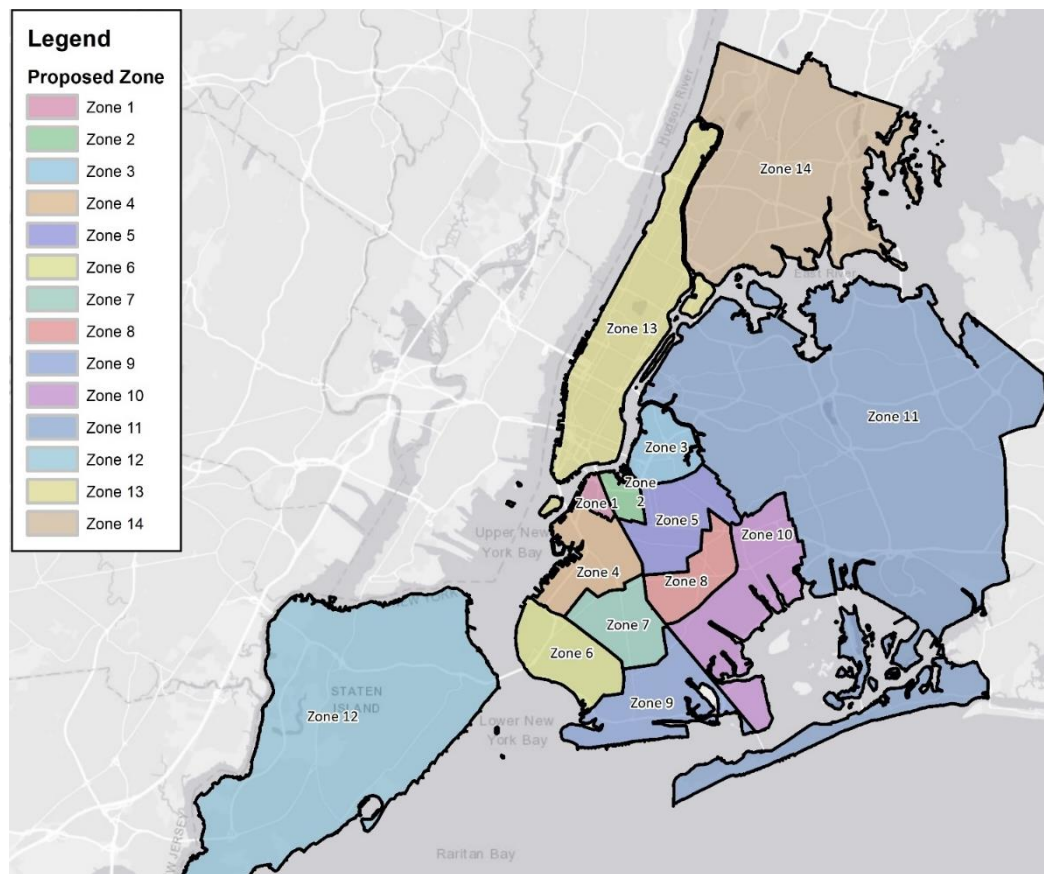 Legend
Proposed Zone
Zone 1
Zone 2
Zone 3
Zone 4
Zone 5
Zone 6
Zone 7
Zone 8
Zone 9
Zone 10
Zone 11
Zone 12
Zone 13
Zone 14
Hudson River
Zone 14
East River
Zone 13
Zone 11
Zone 3
Zone
2
Zone 1
Zone 5
Zone 10
Upper New
York Bay
Zone 4
Zone 8
NEW YORK
Zone 7
Zone 6
STATEN
ISLAND
Zone 12
Zone 9
Lower New
York Bay
W JERSEY
Raritan Bay